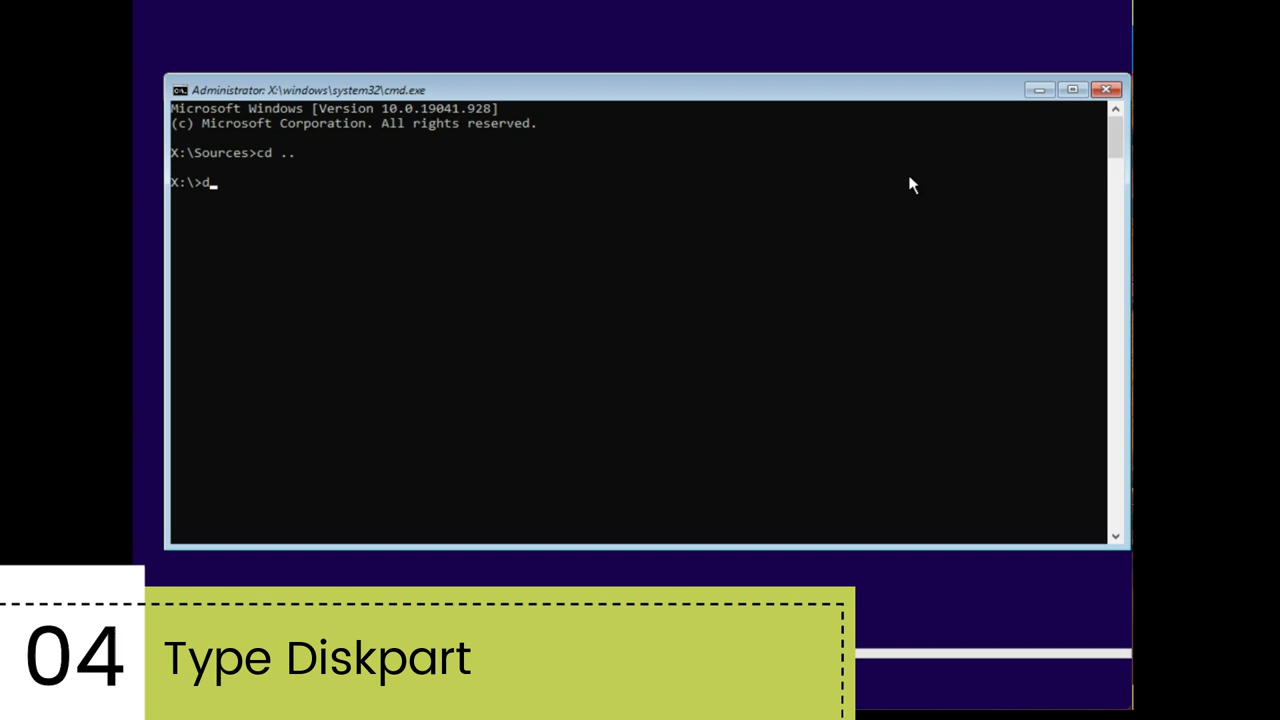 Administrator: X:\windows\system32\cmd.exe
Microsoft Windows [Version 10.0.19041.928]
(c) Microsoft Corporation. All rights reserved.
X:\Sources>cd ..
X:\>d_
04 Type Diskpart